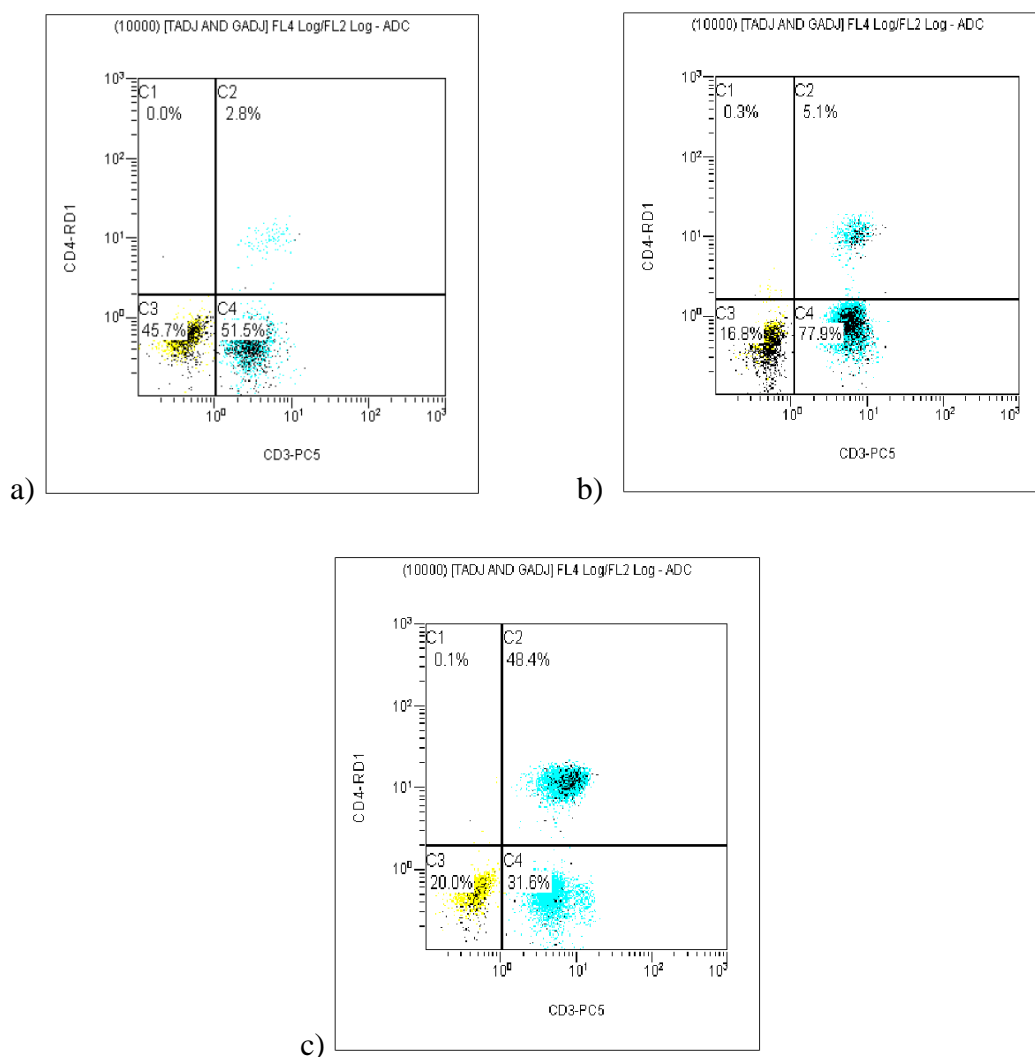 (10000) [TADJ AND GADJ] FL4 Log/FL2 Log - ADC
10³
C1 C2
0.0% 2.8%
10²
10¹
CD4-RD1
C3 C4
10⁰
45.7% 51.5%
10⁰ 10¹ 10² 10³
CD3-PC5
a)
(10000) [TADJ AND GADJ] FL4 Log/FL2 Log - ADC
10³
C1 C2
0.3% 5.1%
10²
10¹
CD4-RD1
C3 C4
10⁰
16.8% 77.9%
10⁰ 10¹ 10² 10³
CD3-PC5
b)
(10000) [TADJ AND GADJ] FL4 Log/FL2 Log - ADC
10³
C1 C2
0.1% 48.4%
10²
10¹
CD4-RD1
C3 C4
10⁰
20.0% 31.6%
10⁰ 10¹ 10² 10³
CD3-PC5
c)